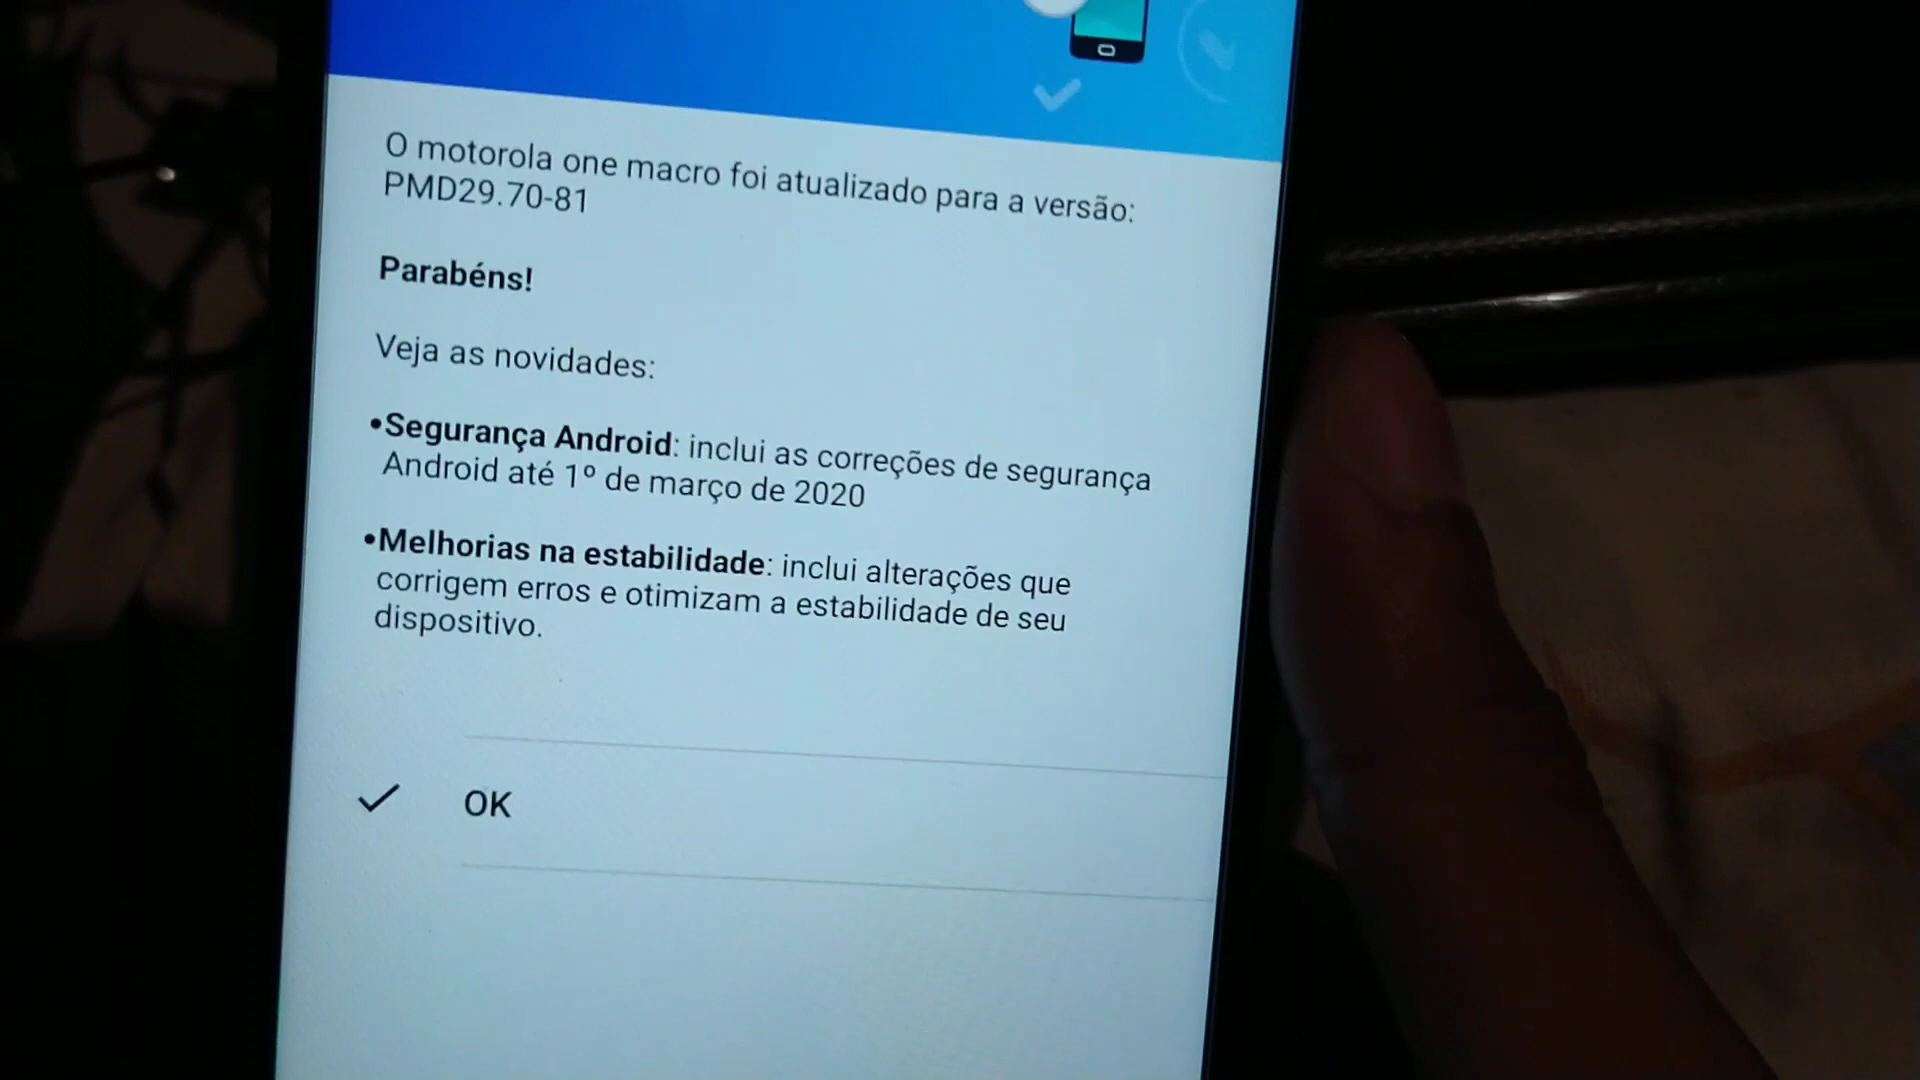 O motorola one macro foi atualizado para a versão:
PMD29.70-81
Parabéns!
Veja as novidades:
•Segurança Android: inclui as correções de segurança
Android até 1º de março de 2020
•Melhorias na estabilidade: inclui alterações que
corrigem erros e otimizam a estabilidade de seu
dispositivo.
OK